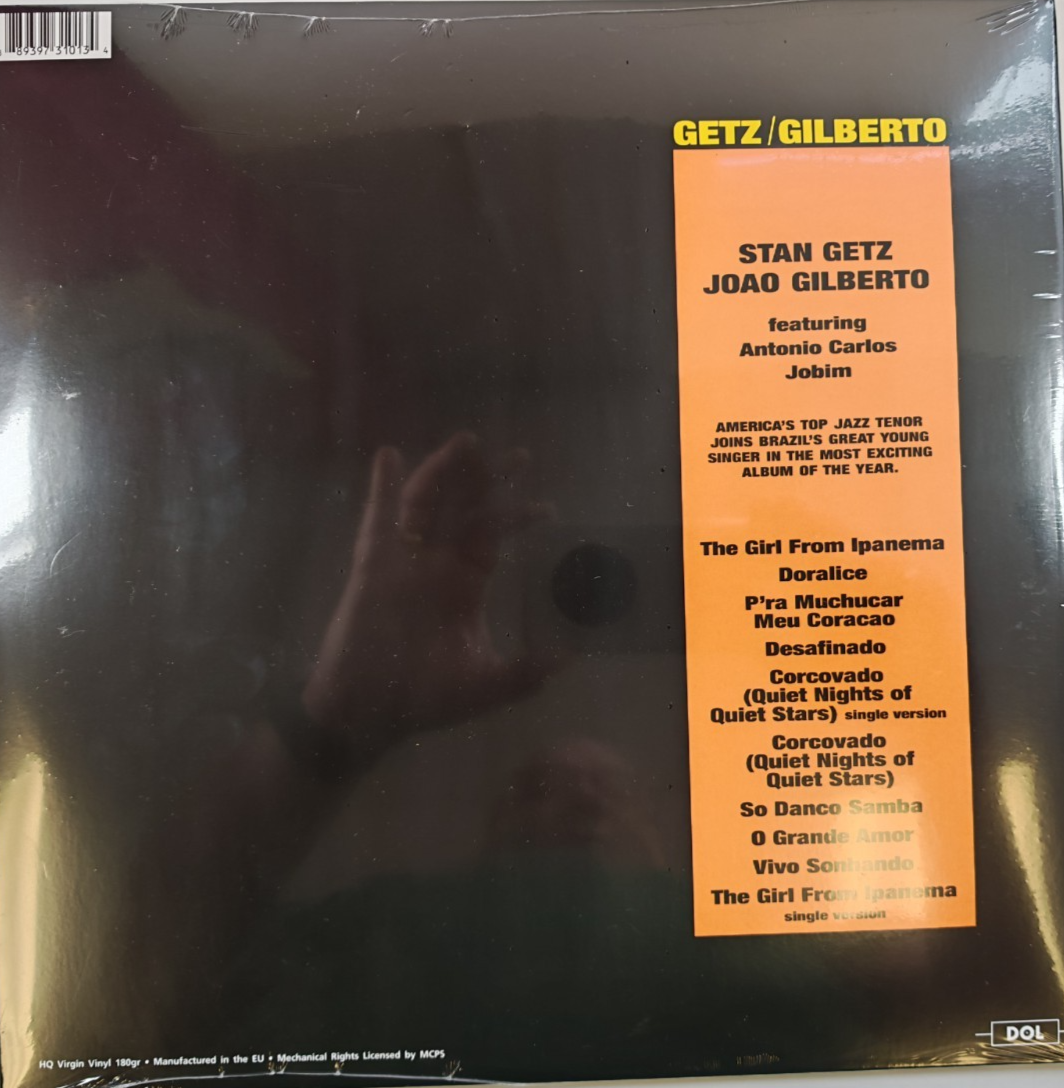 89397 31013 4
GETZ/GILBERTO
STAN GETZ
JOAO GILBERTO
featuring
Antonio Carlos
Jobim
AMERICA'S TOP JAZZ TENOR
JOINS BRAZIL'S GREAT YOUNG
SINGER IN THE MOST EXCITING
ALBUM OF THE YEAR.
The Girl From Ipanema
Doralice
P'ra Muchucar
Meu Coracao
Desafinado
Corcovado
(Quiet Nights of
Quiet Stars) single version
Corcovado
(Quiet Nights of
Quiet Stars)
So Danco Samba
O Grande Amor
Vivo Sonhando
The Girl From Ipanema
single version
DOL
HQ Virgin Vinyl 180gr • Manufactured in the EU • Mechanical Rights Licensed by MCPS